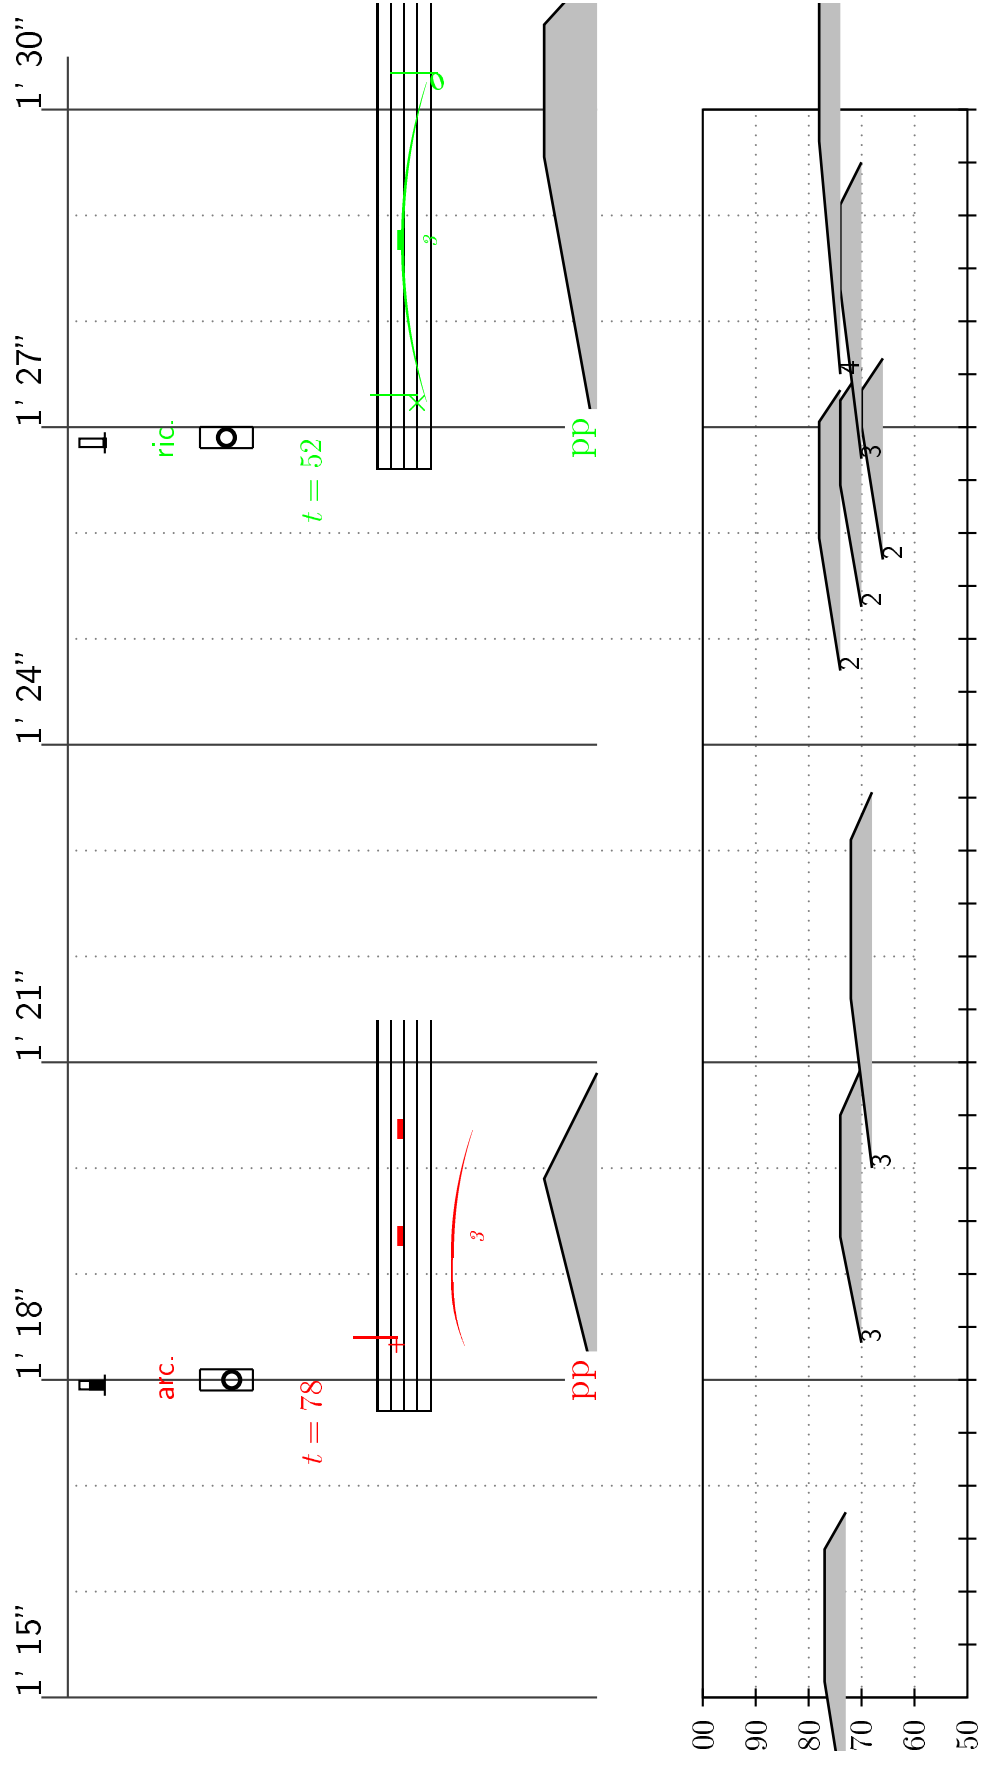 1’ 15” 1’ 18” 1’ 21” 1’ 24” 1’ 27” 1’ 30”
arc. ric.
t = 78 t = 52
3 3
pp pp
00
90
80
70
60
50
3 3 2 2 2 3 4